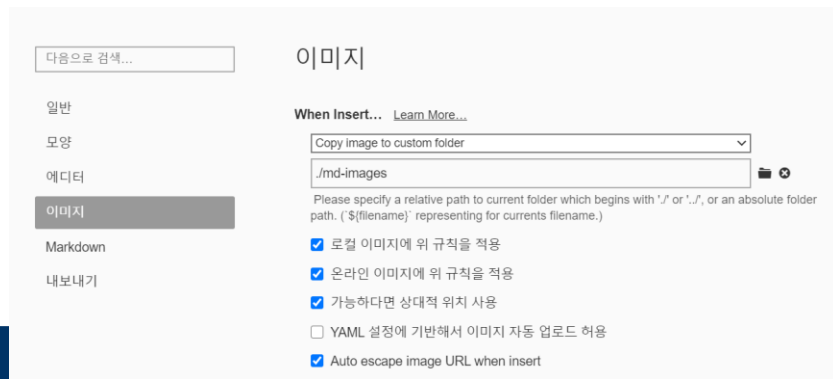 다음으로 검색...
이미지
일반
모양
에디터
이미지
Markdown
내보내기
When Insert... Learn More...
Copy image to custom folder
./md-images
Please specify a relative path to current folder which begins with './' or '../', or an absolute folder
path. (`${filename}` representing for currents filename.)
로컬 이미지에 위 규칙을 적용
온라인 이미지에 위 규칙을 적용
가능하다면 상대적 위치 사용
YAML 설정에 기반해서 이미지 자동 업로드 허용
Auto escape image URL when insert